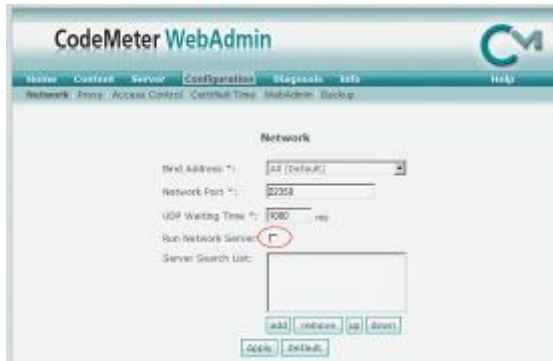 CodeMeter WebAdmin
CM
Home Content Server Configuration Diagnosis Info Help
Network Proxy Access Control Certified Time WebAdmin Backup
Network
Bind Address *: All (Default)
Network Port *: 22350
UDP Waiting Time *: 1000 ms
Run Network Server:
Server Search List:
add remove up down
Apply Default